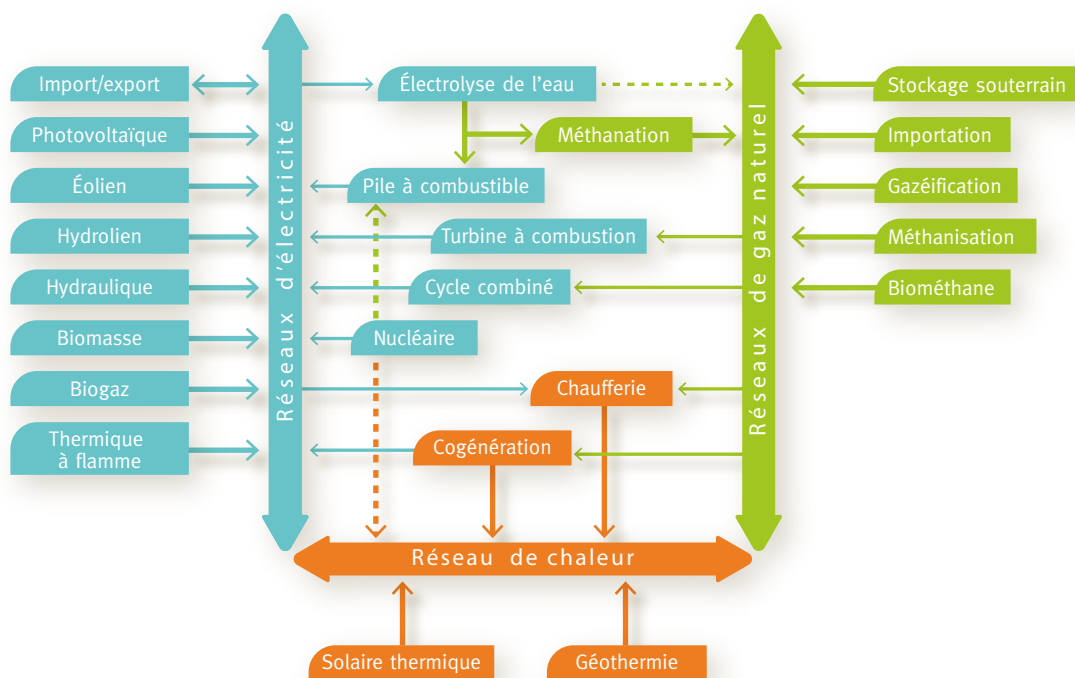 Import/export
Photovoltaïque
Éolien
Hydrolien
Hydraulique
Biomasse
Biogaz
Thermique
à flamme
Réseaux d'électricité
Électrolyse de l'eau
Méthanation
Pile à combustible
Turbine à combustion
Cycle combiné
Nucléaire
Chaufferie
Cogénération
Réseaux de gaz naturel
Stockage souterrain
Importation
Gazéification
Méthanisation
Biométhane
Réseau de chaleur
Solaire thermique
Géothermie